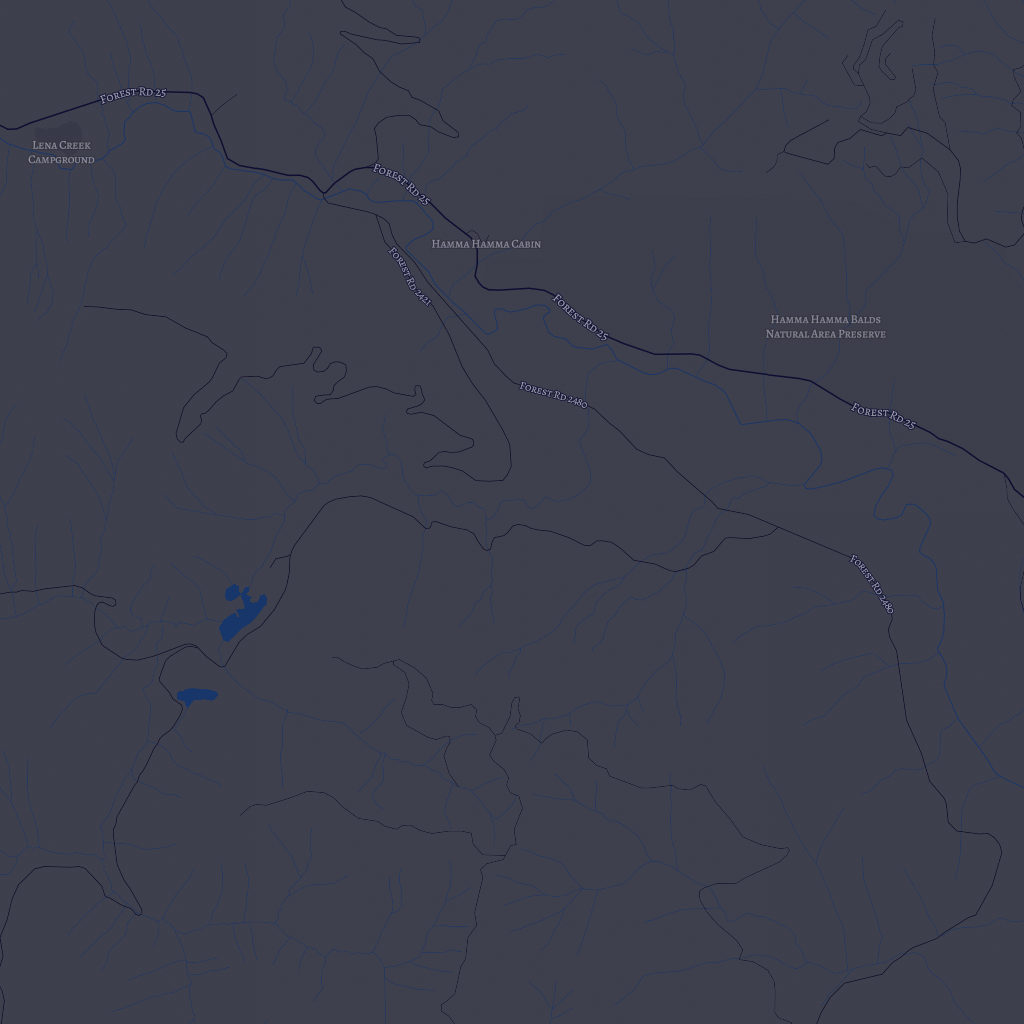 Forest Rd 25
Lena Creek
Campground
Forest Rd 25
Hamma Hamma Cabin
Forest Rd 2421
Forest Rd 25
Hamma Hamma Balds
Natural Area Preserve
Forest Rd 2480
Forest Rd 25
Forest Rd 2480